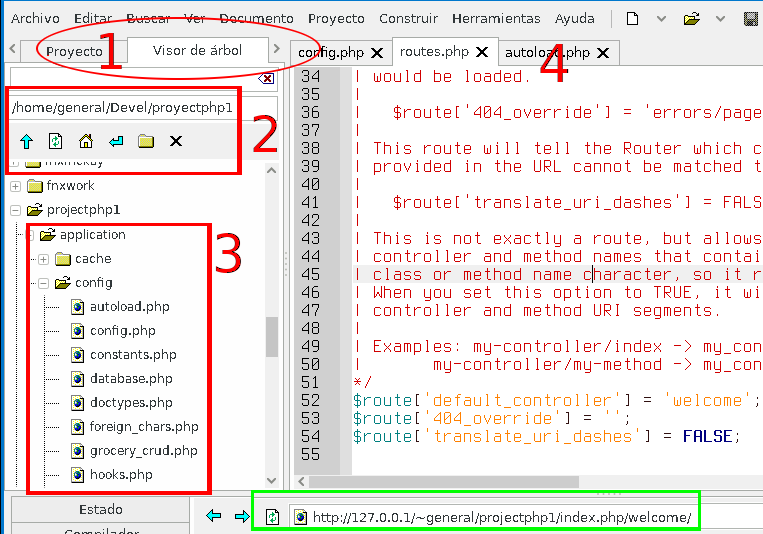 Archivo Editar Buscar Ver Documento Proyecto Construir Herramientas Ayuda
Proyecto
Visor de árbol
1
/home/general/Devel/proyectphp1
2
fnxmckay
fnxwork
projectphp1
application
cache
config
autoload.php
config.php
constants.php
database.php
doctypes.php
foreign_chars.php
grocery_crud.php
hooks.php
3
config.php
routes.php
autoload.php
4
34 | would be loaded.
35 |
36 | $route['404_override'] = 'errors/page
37 |
38 | This route will tell the Router which c
39 | provided in the URL cannot be matched t
40 |
41 | $route['translate_uri_dashes'] = FALS
42 |
43 | This is not exactly a route, but allows
44 | controller and method names that contai
45 | class or method name character, so it r
46 | When you set this option to TRUE, it wi
47 | controller and method URI segments.
48 |
49 | Examples: my-controller/index -> my_con
50 | my-controller/my-method -> my_con
51 */
52 $route['default_controller'] = 'welcome';
53 $route['404_override'] = '';
54 $route['translate_uri_dashes'] = FALSE;
55
Estado
Compilador
http://127.0.0.1/~general/projectphp1/index.php/welcome/